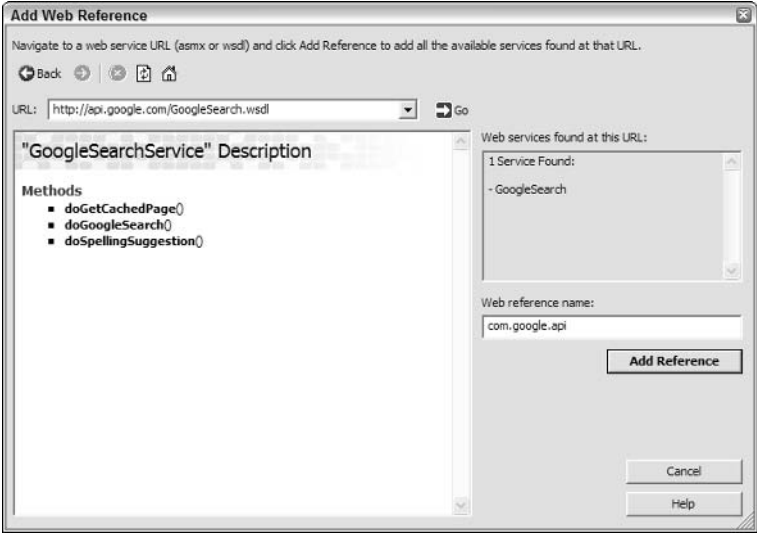 Add Web Reference
Navigate to a web service URL (asmx or wsdl) and click Add Reference to add all the available services found at that URL.
Back
URL: http://api.google.com/GoogleSearch.wsdl Go
"GoogleSearchService" Description
Methods
doGetCachedPage()
doGoogleSearch()
doSpellingSuggestion()
Web services found at this URL:
1 Service Found:
- GoogleSearch
Web reference name:
com.google.api
Add Reference
Cancel
Help